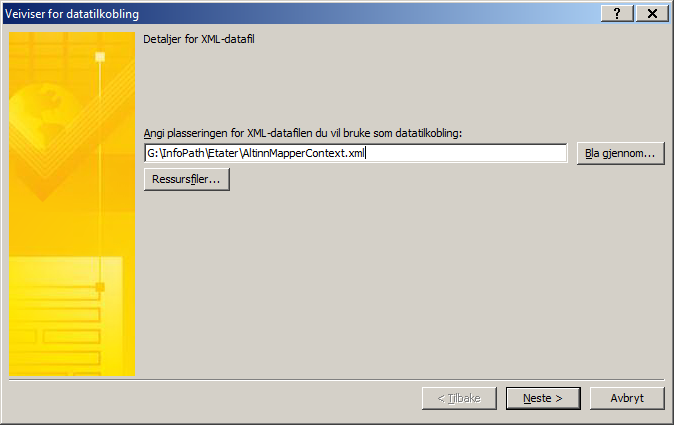 Veiviser for datatilkobling
Detaljer for XML-datafil
Angi plasseringen for XML-datafilen du vil bruke som datatilkobling:
G:\InfoPath\Etater\AltinnMapperContext.xml
Bla gjennom...
Ressursfiler...
< Tilbake
Neste >
Avbryt